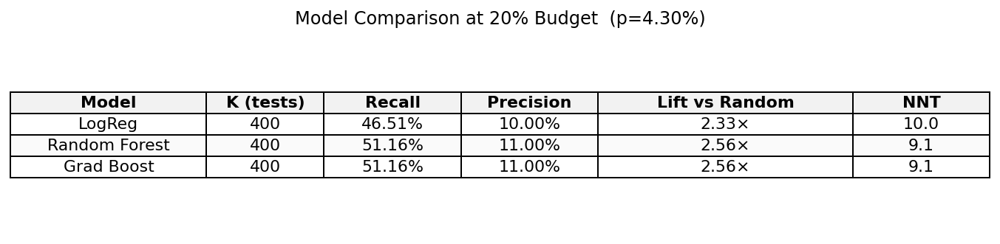 Model Comparison at 20% Budget (p=4.30%)
Model K (tests) Recall Precision Lift vs Random NNT
LogReg 400 46.51% 10.00% 2.33× 10.0
Random Forest 400 51.16% 11.00% 2.56× 9.1
Grad Boost 400 51.16% 11.00% 2.56× 9.1